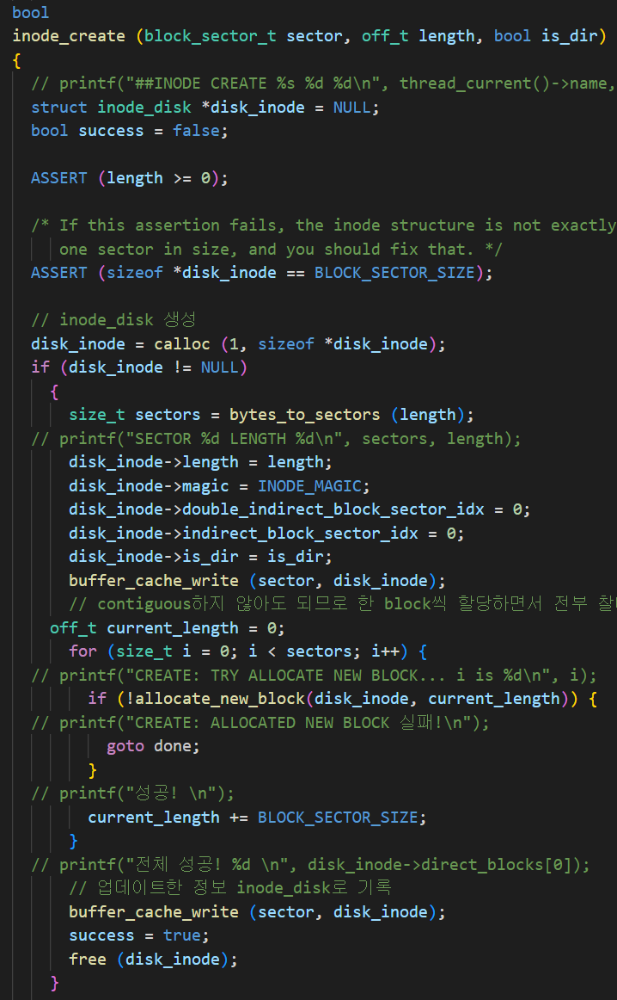 bool
inode_create (block_sector_t sector, off_t length, bool is_dir)
{
  // printf("##INODE CREATE %s %d %d\n", thread_current()->name,
  struct inode_disk *disk_inode = NULL;
  bool success = false;

  ASSERT (length >= 0);

  /* If this assertion fails, the inode structure is not exactly
     one sector in size, and you should fix that. */
  ASSERT (sizeof *disk_inode == BLOCK_SECTOR_SIZE);

  // inode_disk 생성
  disk_inode = calloc (1, sizeof *disk_inode);
  if (disk_inode != NULL)
    {
      size_t sectors = bytes_to_sectors (length);
  // printf("SECTOR %d LENGTH %d\n", sectors, length);
      disk_inode->length = length;
      disk_inode->magic = INODE_MAGIC;
      disk_inode->double_indirect_block_sector_idx = 0;
      disk_inode->indirect_block_sector_idx = 0;
      disk_inode->is_dir = is_dir;
      buffer_cache_write (sector, disk_inode);
      // contiguous하지 않아도 되므로 한 block씩 할당하면서 전부 찰
    off_t current_length = 0;
      for (size_t i = 0; i < sectors; i++) {
  // printf("CREATE: TRY ALLOCATE NEW BLOCK... i is %d\n", i);
        if (!allocate_new_block(disk_inode, current_length)) {
  // printf("CREATE: ALLOCATED NEW BLOCK 실패!\n");
          goto done;
        }
  // printf("성공! \n");
        current_length += BLOCK_SECTOR_SIZE;
      }
  // printf("전체 성공! %d \n", disk_inode->direct_blocks[0]);
      // 업데이트한 정보 inode_disk로 기록
      buffer_cache_write (sector, disk_inode);
      success = true;
      free (disk_inode);
    }